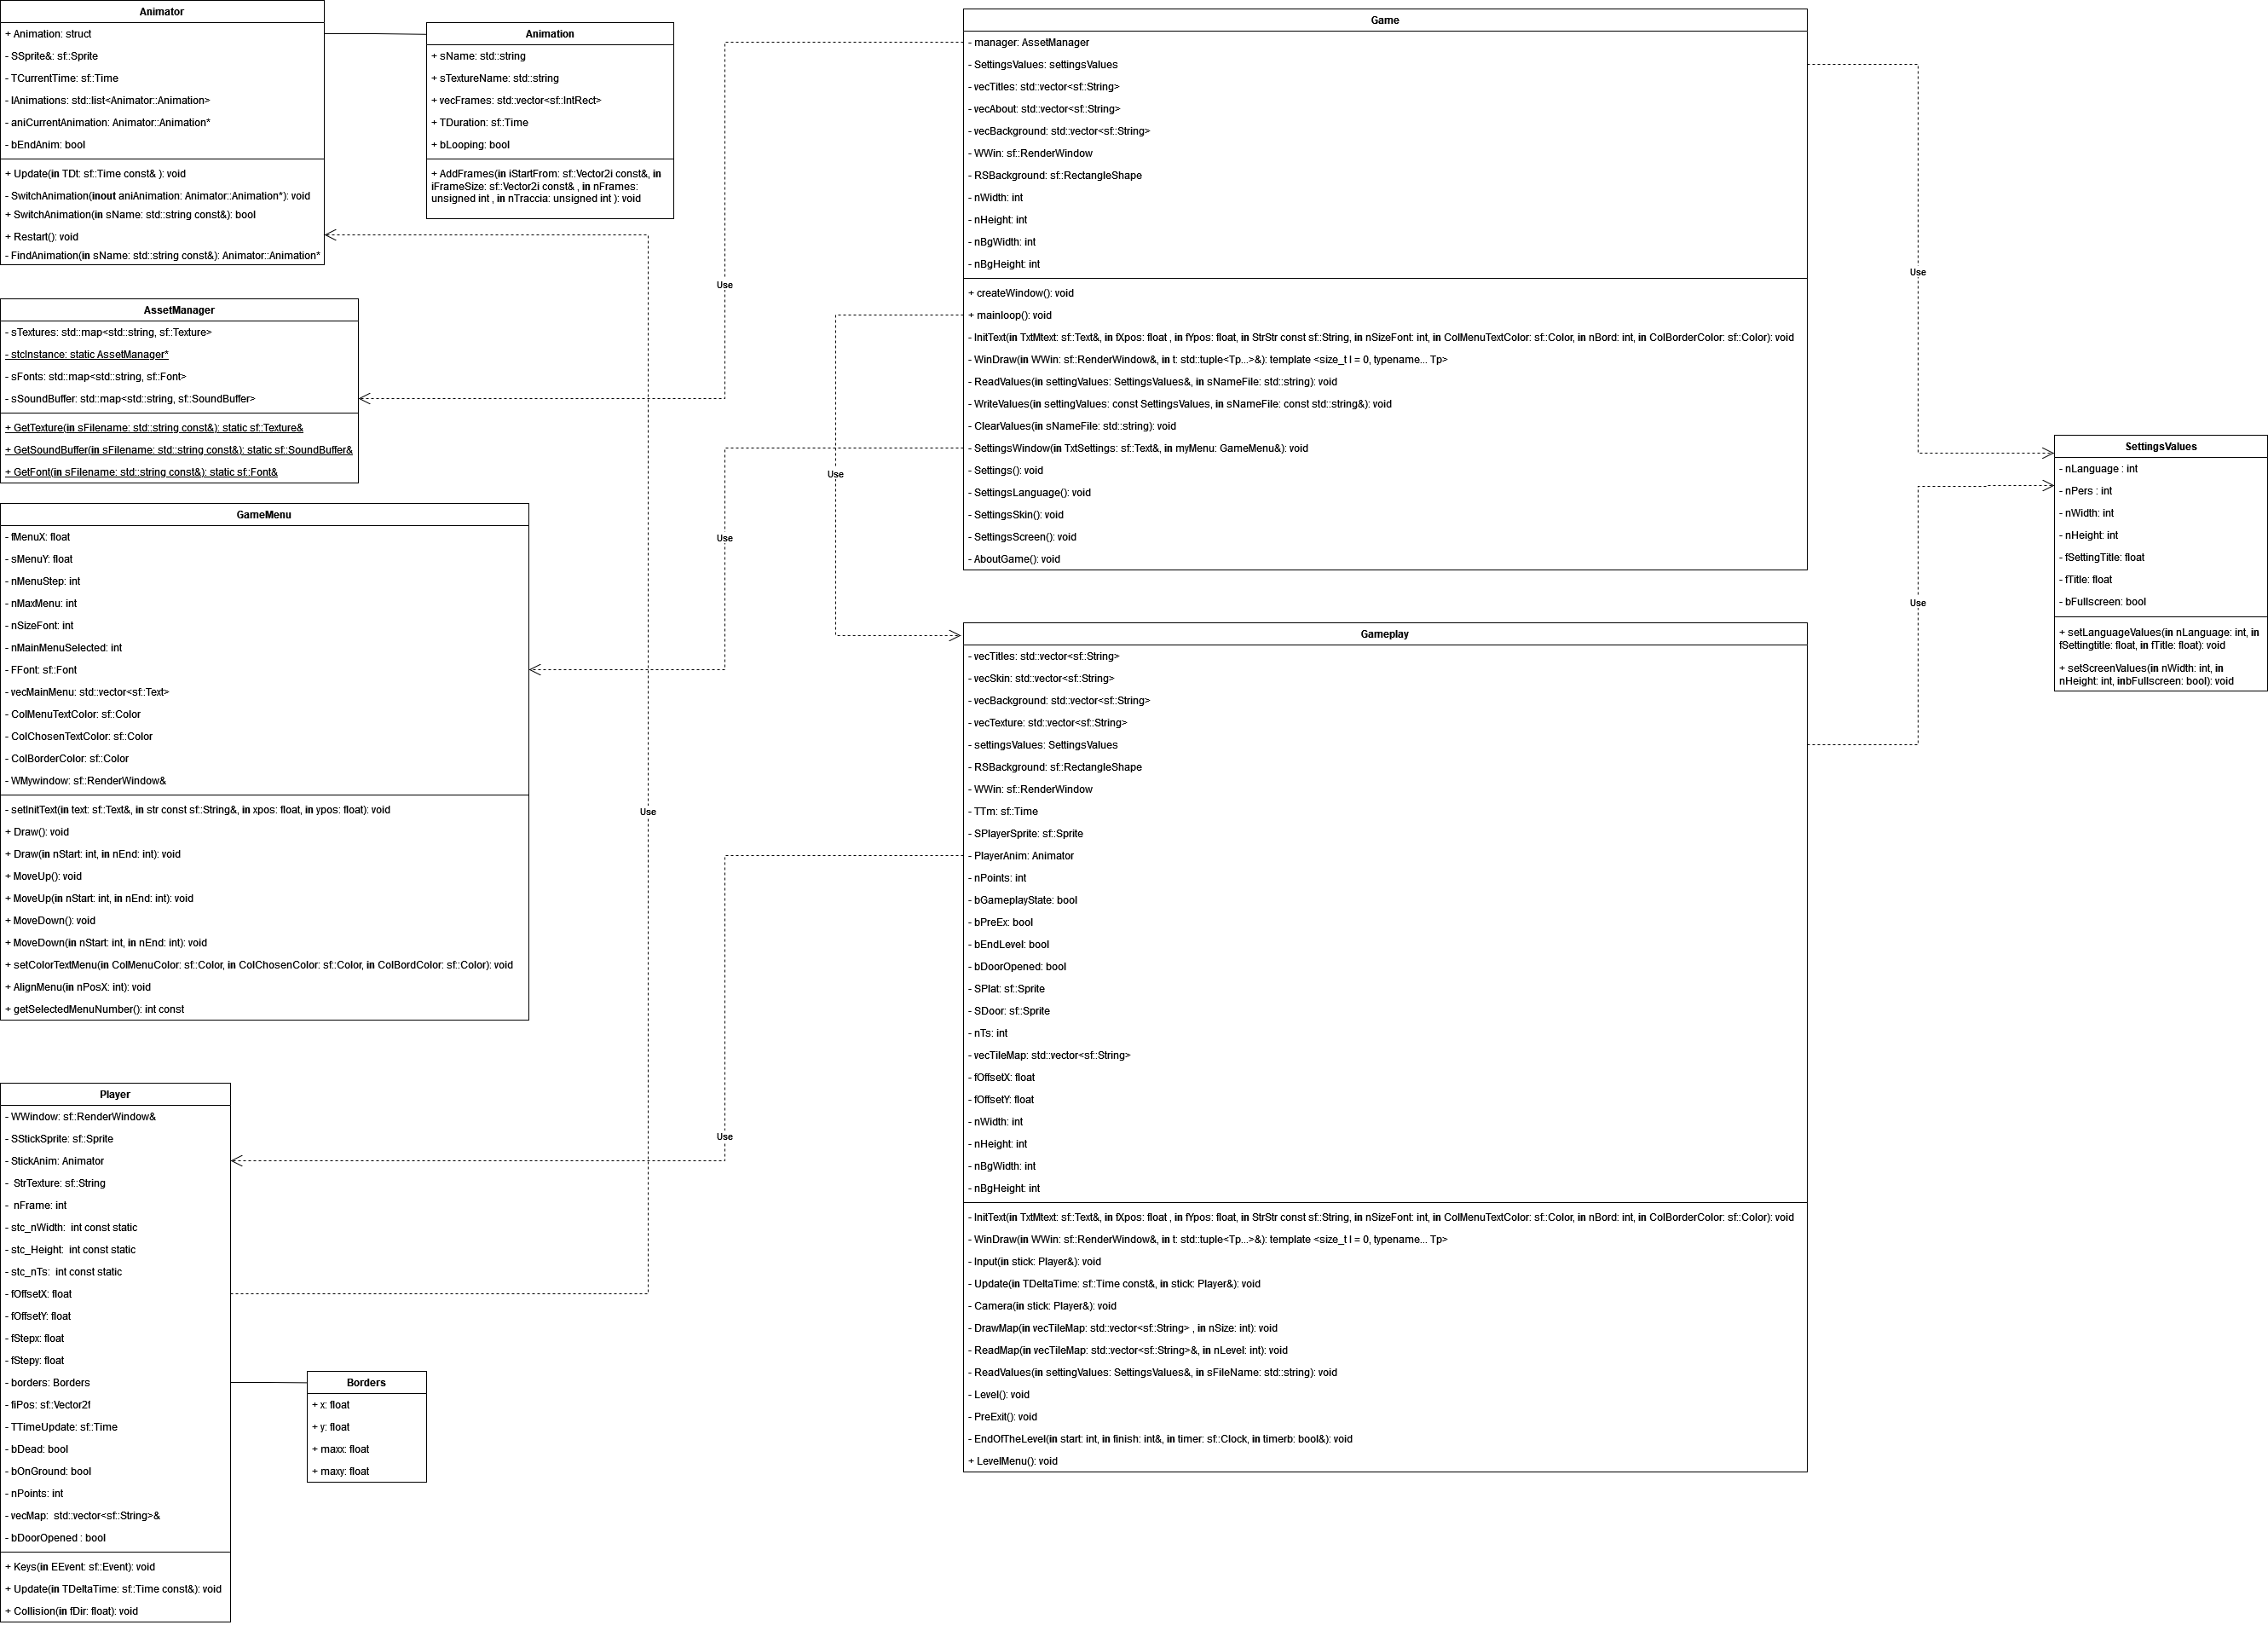 Animator
+ Animation: struct
- SSprite&: sf::Sprite
- TCurrentTime: sf::Time
- lAnimations: std::list<Animator::Animation>
- aniCurrentAnimation: Animator::Animation*
- bEndAnim: bool
+ Update(in TDt: sf::Time const& ): void
- SwitchAnimation(inout aniAnimation: Animator::Animation*): void
+ SwitchAnimation(in sName: std::string const&): bool
+ Restart(): void
- FindAnimation(in sName: std::string const&): Animator::Animation*
Animation
+ sName: std::string
+ sTextureName: std::string
+ vecFrames: std::vector<sf::IntRect>
+ TDuration: sf::Time
+ bLooping: bool
+ AddFrames(in iStartFrom: sf::Vector2i const&, in
iFrameSize: sf::Vector2i const& , in nFrames:
unsigned int , in nTraccia: unsigned int ): void
AssetManager
- sTextures: std::map<std::string, sf::Texture>
- stcInstance: static AssetManager*
- sFonts: std::map<std::string, sf::Font>
- sSoundBuffer: std::map<std::string, sf::SoundBuffer>
+ GetTexture(in sFilename: std::string const&): static sf::Texture&
+ GetSoundBuffer(in sFilename: std::string const&): static sf::SoundBuffer&
+ GetFont(in sFilename: std::string const&): static sf::Font&
GameMenu
- fMenuX: float
- sMenuY: float
- nMenuStep: int
- nMaxMenu: int
- nSizeFont: int
- nMainMenuSelected: int
- FFont: sf::Font
- vecMainMenu: std::vector<sf::Text>
- ColMenuTextColor: sf::Color
- ColChosenTextColor: sf::Color
- ColBorderColor: sf::Color
- WMywindow: sf::RenderWindow&
- setInitText(in text: sf::Text&, in str const sf::String&, in xpos: float, in ypos: float): void
+ Draw(): void
+ Draw(in nStart: int, in nEnd: int): void
+ MoveUp(): void
+ MoveUp(in nStart: int, in nEnd: int): void
+ MoveDown(): void
+ MoveDown(in nStart: int, in nEnd: int): void
+ setColorTextMenu(in ColMenuColor: sf::Color, in ColChosenColor: sf::Color, in ColBordColor: sf::Color): void
+ AlignMenu(in nPosX: int): void
+ getSelectedMenuNumber(): int const
Player
- WWindow: sf::RenderWindow&
- SStickSprite: sf::Sprite
- StickAnim: Animator
-  StrTexture: sf::String
-  nFrame: int
- stc_nWidth:  int const static
- stc_Height:  int const static
- stc_nTs:  int const static
- fOffsetX: float
- fOffsetY: float
- fStepx: float
- fStepy: float
- borders: Borders
- fiPos: sf::Vector2f
- TTimeUpdate: sf::Time
- bDead: bool
- bOnGround: bool
- nPoints: int
- vecMap:  std::vector<sf::String>&
- bDoorOpened : bool
+ Keys(in EEvent: sf::Event): void
+ Update(in TDeltaTime: sf::Time const&): void
+ Collision(in fDir: float): void
Borders
+ x: float
+ y: float
+ maxx: float
+ maxy: float
Use
Use
Use
Use
Use
Game
- manager: AssetManager
- SettingsValues: settingsValues
- vecTitles: std::vector<sf::String>
- vecAbout: std::vector<sf::String>
- vecBackground: std::vector<sf::String>
- WWin: sf::RenderWindow
- RSBackground: sf::RectangleShape
- nWidth: int
- nHeight: int
- nBgWidth: int
- nBgHeight: int
+ createWindow(): void
+ mainloop(): void
- InitText(in TxtMtext: sf::Text&, in fXpos: float , in fYpos: float, in StrStr const sf::String, in nSizeFont: int, in ColMenuTextColor: sf::Color, in nBord: int, in ColBorderColor: sf::Color): void
- WinDraw(in WWin: sf::RenderWindow&, in t: std::tuple<Tp...>&): template <size_t I = 0, typename... Tp>
- ReadValues(in settingValues: SettingsValues&, in sNameFile: std::string): void
- WriteValues(in settingValues: const SettingsValues, in sNameFile: const std::string&): void
- ClearValues(in sNameFile: std::string): void
- SettingsWindow(in TxtSettings: sf::Text&, in myMenu: GameMenu&): void
- Settings(): void
- SettingsLanguage(): void
- SettingsSkin(): void
- SettingsScreen(): void
- AboutGame(): void
Gameplay
- vecTitles: std::vector<sf::String>
- vecSkin: std::vector<sf::String>
- vecBackground: std::vector<sf::String>
- vecTexture: std::vector<sf::String>
- settingsValues: SettingsValues
- RSBackground: sf::RectangleShape
- WWin: sf::RenderWindow
- TTm: sf::Time
- SPlayerSprite: sf::Sprite
- PlayerAnim: Animator
- nPoints: int
- bGameplayState: bool
- bPreEx: bool
- bEndLevel: bool
- bDoorOpened: bool
- SPlat: sf::Sprite
- SDoor: sf::Sprite
- nTs: int
- vecTileMap: std::vector<sf::String>
- fOffsetX: float
- fOffsetY: float
- nWidth: int
- nHeight: int
- nBgWidth: int
- nBgHeight: int
- InitText(in TxtMtext: sf::Text&, in fXpos: float , in fYpos: float, in StrStr const sf::String, in nSizeFont: int, in ColMenuTextColor: sf::Color, in nBord: int, in ColBorderColor: sf::Color): void
- WinDraw(in WWin: sf::RenderWindow&, in t: std::tuple<Tp...>&): template <size_t I = 0, typename... Tp>
- Input(in stick: Player&): void
- Update(in TDeltaTime: sf::Time const&, in stick: Player&): void
- Camera(in stick: Player&): void
- DrawMap(in vecTileMap: std::vector<sf::String> , in nSize: int): void
- ReadMap(in vecTileMap: std::vector<sf::String>&, in nLevel: int): void
- ReadValues(in settingValues: SettingsValues&, in sFileName: std::string): void
- Level(): void
- PreExit(): void
- EndOfTheLevel(in start: int, in finish: int&, in timer: sf::Clock, in timerb: bool&): void
+ LevelMenu(): void
Use
Use
SettingsValues
- nLanguage : int
- nPers : int
- nWidth: int
- nHeight: int
- fSettingTitle: float
- fTitle: float
- bFullscreen: bool
+ setLanguageValues(in nLanguage: int, in
fSettingtitle: float, in fTitle: float): void
+ setScreenValues(in nWidth: int, in
nHeight: int, inbFullscreen: bool): void